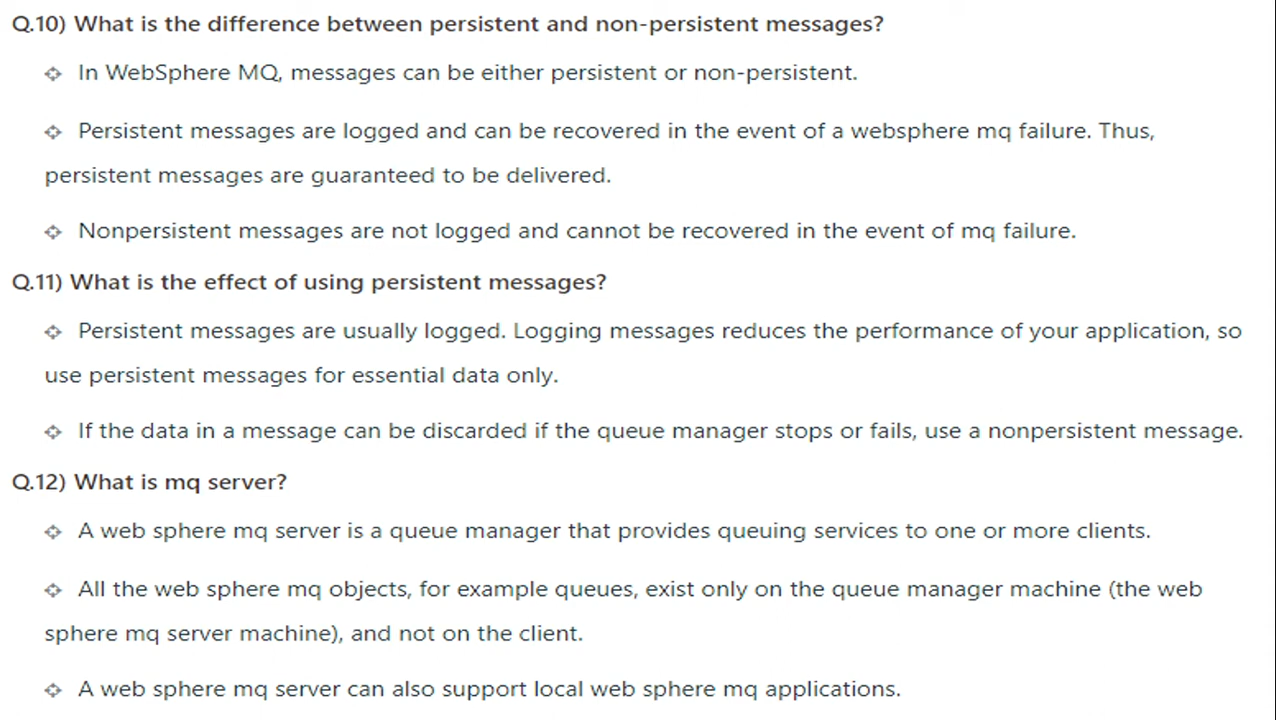 Q.10) What is the difference between persistent and non-persistent messages?
In WebSphere MQ, messages can be either persistent or non-persistent.
Persistent messages are logged and can be recovered in the event of a websphere mq failure. Thus,
persistent messages are guaranteed to be delivered.
Nonpersistent messages are not logged and cannot be recovered in the event of mq failure.
Q.11) What is the effect of using persistent messages?
Persistent messages are usually logged. Logging messages reduces the performance of your application, so
use persistent messages for essential data only.
If the data in a message can be discarded if the queue manager stops or fails, use a nonpersistent message.
Q.12) What is mq server?
A web sphere mq server is a queue manager that provides queuing services to one or more clients.
All the web sphere mq objects, for example queues, exist only on the queue manager machine (the web
sphere mq server machine), and not on the client.
A web sphere mq server can also support local web sphere mq applications.